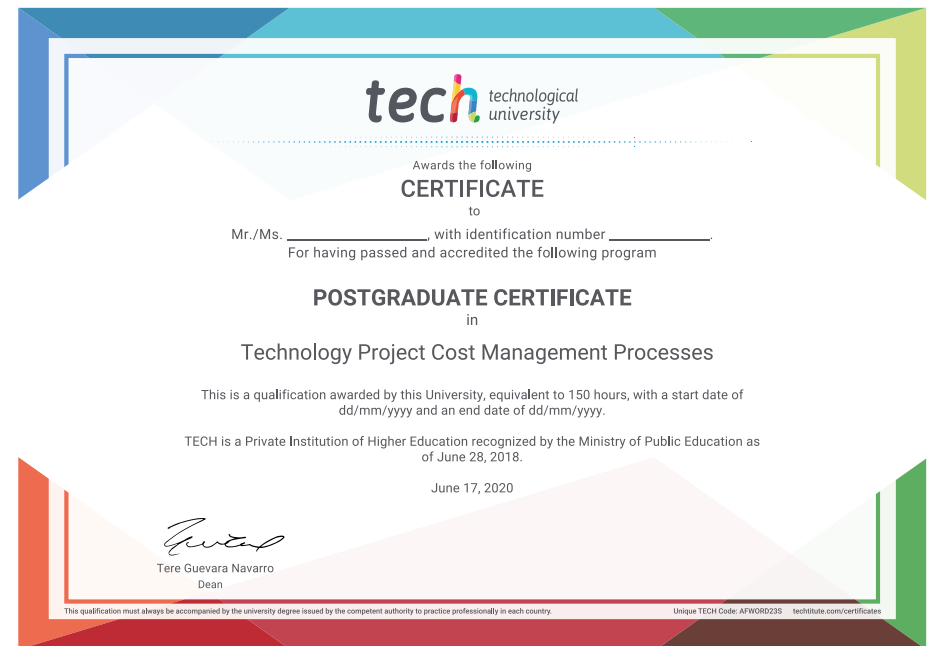 tech technological
university
Awards the following
CERTIFICATE
to
Mr./Ms. ____________________, with identification number ______________.
For having passed and accredited the following program
POSTGRADUATE CERTIFICATE
in
Technology Project Cost Management Processes
This is a qualification awarded by this University, equivalent to 150 hours, with a start date of
dd/mm/yyyy and an end date of dd/mm/yyyy.
TECH is a Private Institution of Higher Education recognized by the Ministry of Public Education as
of June 28, 2018.
June 17, 2020
Tere Guevara Navarro
Dean
This qualification must always be accompanied by the university degree issued by the competent authority to practice professionally in each country. Unique TECH Code: AFWORD23S techtitute.com/certificates